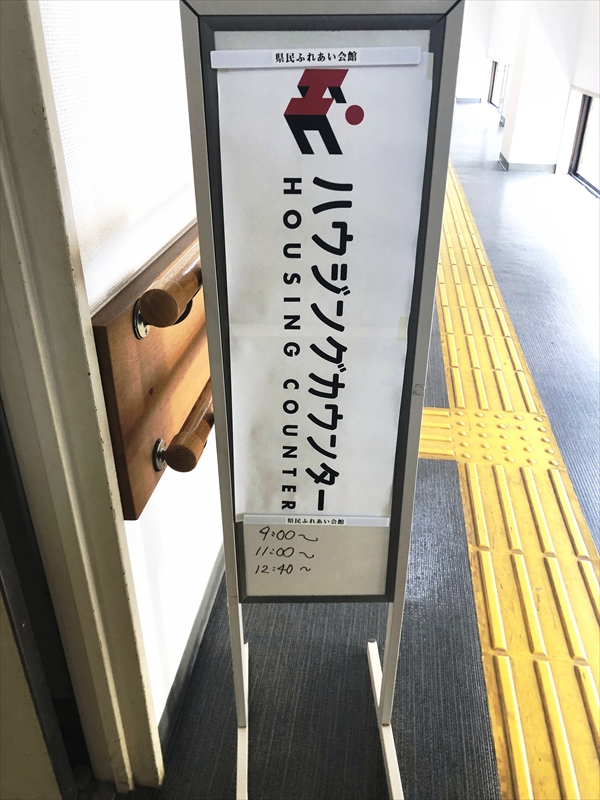 県民ふれあい会館
HC
ハウジングカウンター
HOUSING COUNTER
県民ふれあい会館
9:00～
11:00～
12:40～